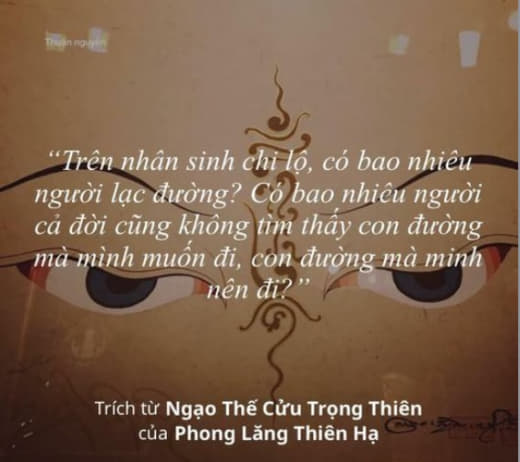 Thuần nguyên
“Trên nhân sinh chi lộ, có bao nhiêu
người lạc đường? Có bao nhiêu người
cả đời cũng không tìm thấy con đường
mà mình muốn đi, con đường mà mình
nên đi?”
Trích từ Ngạo Thế Cửu Trọng Thiên
của Phong Lăng Thiên Hạ